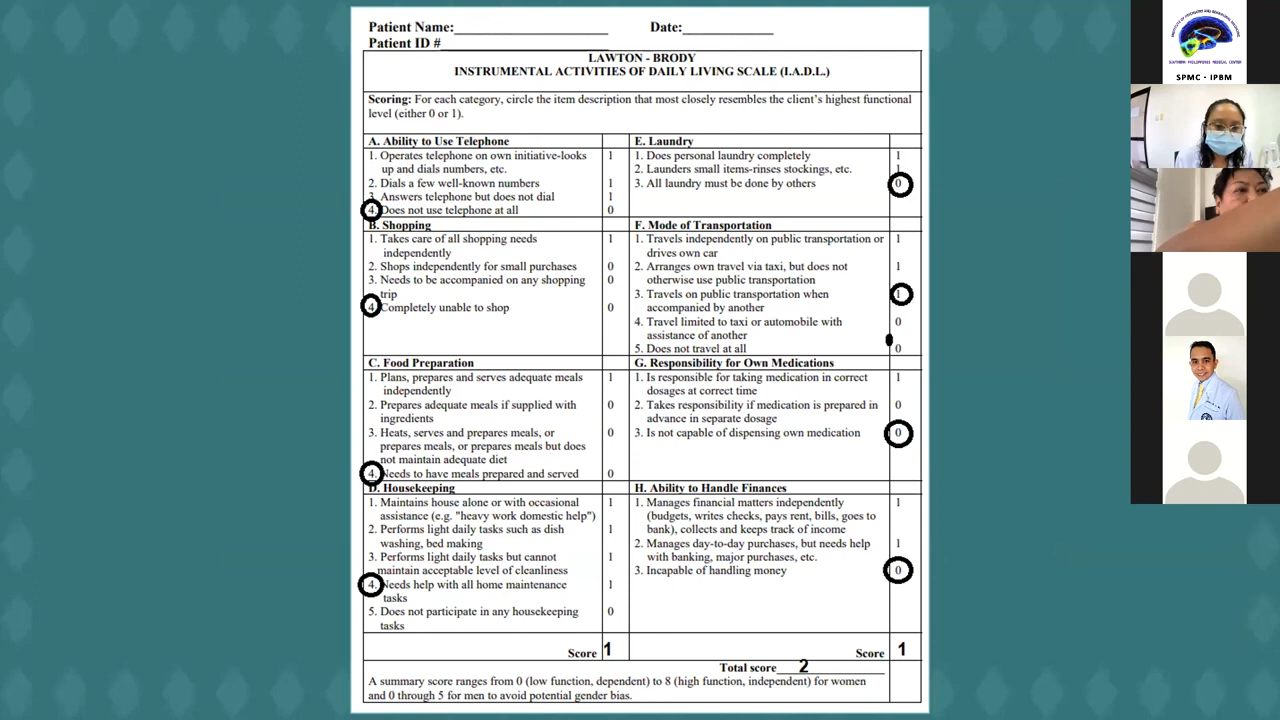 Patient Name:____________________ Date:____________
Patient ID #______________________
LAWTON - BRODY
INSTRUMENTAL ACTIVITIES OF DAILY LIVING SCALE (I.A.D.L.)
Scoring: For each category, circle the item description that most closely resembles the client's highest functional
level (either 0 or 1).
A. Ability to Use Telephone
1. Operates telephone on own initiative-looks 1
up and dials numbers, etc.
2. Dials a few well-known numbers 1
3. Answers telephone but does not dial 1
4. Does not use telephone at all 0
B. Shopping
1. Takes care of all shopping needs 1
independently
2. Shops independently for small purchases 0
3. Needs to be accompanied on any shopping 0
trip
4. Completely unable to shop 0
C. Food Preparation
1. Plans, prepares and serves adequate meals 1
independently
2. Prepares adequate meals if supplied with 0
ingredients
3. Heats, serves and prepares meals, or 0
prepares meals, or prepares meals but does
not maintain adequate diet
4. Needs to have meals prepared and served 0
D. Housekeeping
1. Maintains house alone or with occasional 1
assistance (e.g. "heavy work domestic help")
2. Performs light daily tasks such as dish 1
washing, bed making
3. Performs light daily tasks but cannot 1
maintain acceptable level of cleanliness
4. Needs help with all home maintenance 1
tasks
5. Does not participate in any housekeeping 0
tasks
Score 1
E. Laundry
1. Does personal laundry completely 1
2. Launders small items-rinses stockings, etc. 1
3. All laundry must be done by others 0
F. Mode of Transportation
1. Travels independently on public transportation or 1
drives own car
2. Arranges own travel via taxi, but does not 1
otherwise use public transportation
3. Travels on public transportation when 1
accompanied by another
4. Travel limited to taxi or automobile with 0
assistance of another
5. Does not travel at all 0
G. Responsibility for Own Medications
1. Is responsible for taking medication in correct 1
dosages at correct time
2. Takes responsibility if medication is prepared in 0
advance in separate dosage
3. Is not capable of dispensing own medication 0
H. Ability to Handle Finances
1. Manages financial matters independently 1
(budgets, writes checks, pays rent, bills, goes to
bank), collects and keeps track of income
2. Manages day-to-day purchases, but needs help 1
with banking, major purchases, etc.
3. Incapable of handling money 0
Score 1
Total score 2
A summary score ranges from 0 (low function, dependent) to 8 (high function, independent) for women
and 0 through 5 for men to avoid potential gender bias.
SOUTHERN PHILIPPINES MEDICAL CENTER
SPMC · IPBM